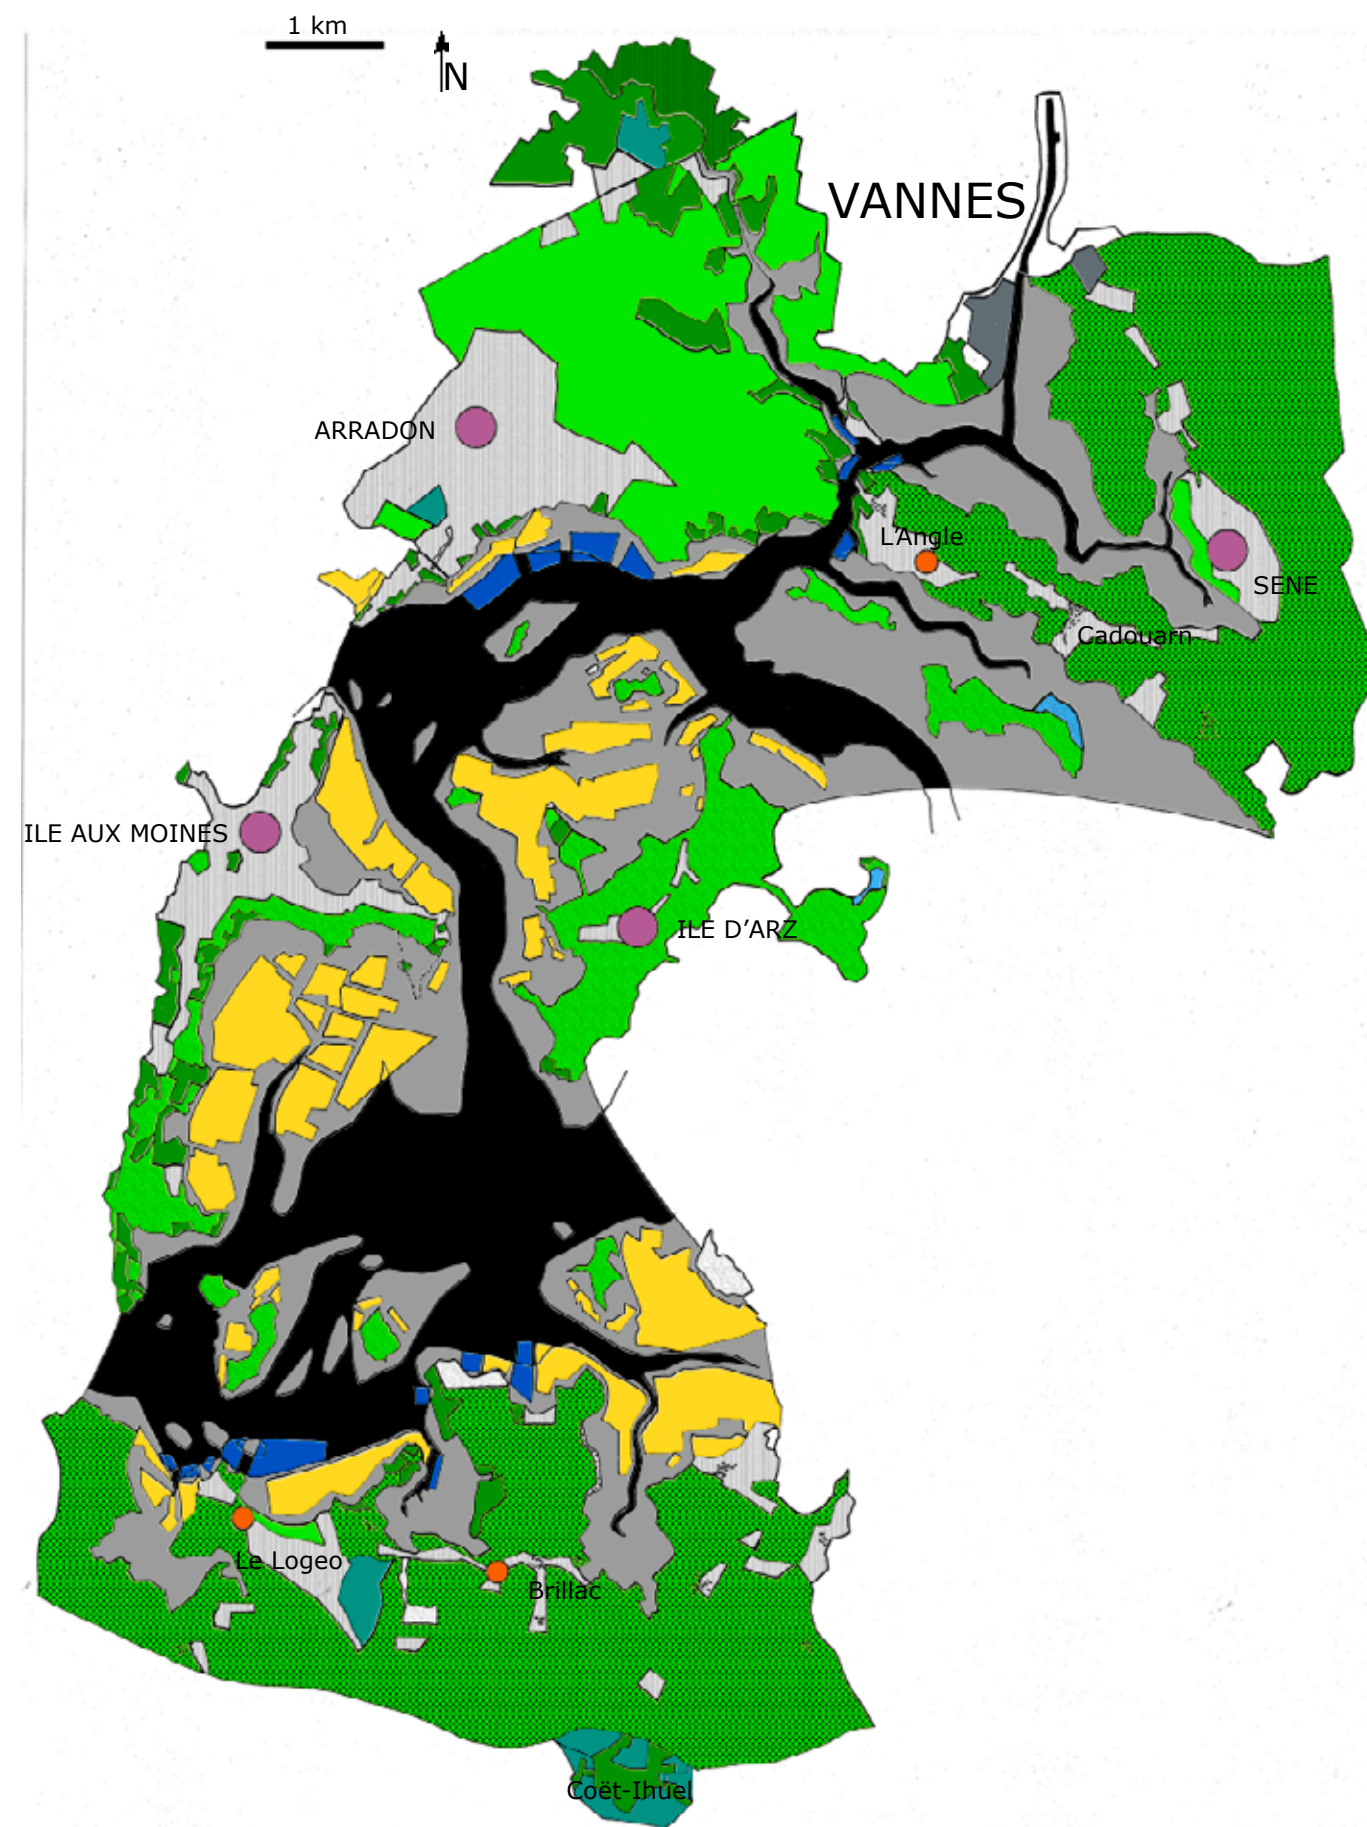 1 km
N
VANNES
ARRADON
L'Angle
SENE
Cadouarn
ILE AUX MOINES
ILE D'ARZ
Le Logeo
Brillac
Coët-Ihuel